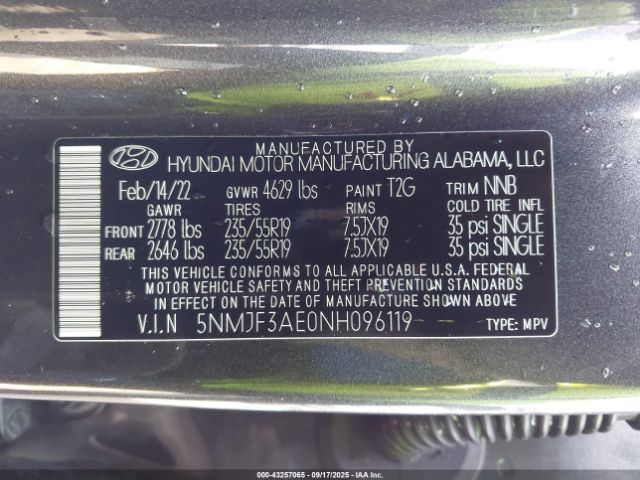 MANUFACTURED BY
HYUNDAI MOTOR MANUFACTURING ALABAMA, LLC
Feb/14/22 GVWR 4629 lbs PAINT T2G TRIM NNB
GAWR TIRES RIMS COLD TIRE INFL
FRONT 2778 lbs 235/55R19 7.5JX19 35 psi SINGLE
REAR 2646 lbs 235/55R19 7.5JX19 35 psi SINGLE
THIS VEHICLE CONFORMS TO ALL APPLICABLE U.S.A. FEDERAL
MOTOR VEHICLE SAFETY AND THEFT PREVENTION STANDARDS
IN EFFECT ON THE DATE OF MANUFACTURE SHOWN ABOVE.
V.I.N 5NMJF3AE0NH096119 TYPE: MPV
000-43257065 - 09/17/2025 - IAAI.COM